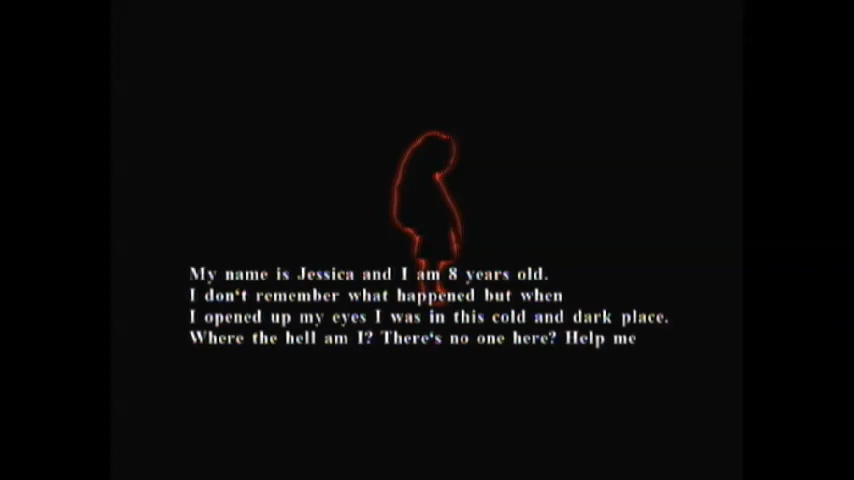 My name is Jessica and I am 8 years old.
I don't remember what happened but when
I opened up my eyes I was in this cold and dark place.
Where the hell am I? There's no one here? Help me